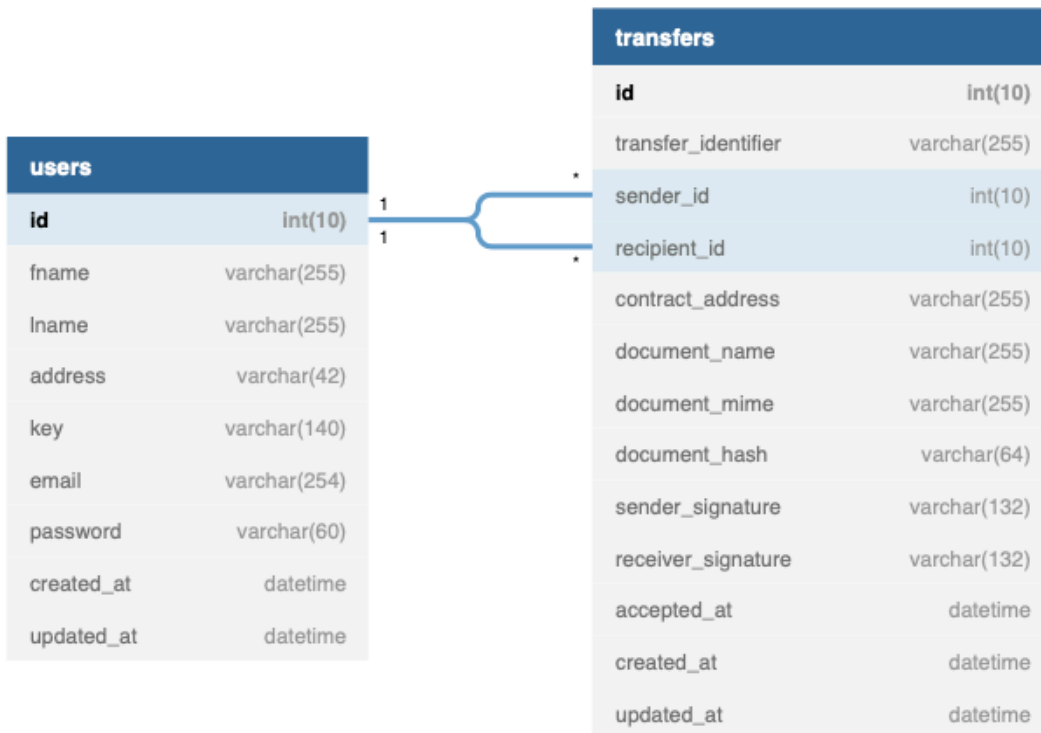 users
id int(10)
fname varchar(255)
lname varchar(255)
address varchar(42)
key varchar(140)
email varchar(254)
password varchar(60)
created_at datetime
updated_at datetime
1
1
*
*
transfers
id int(10)
transfer_identifier varchar(255)
sender_id int(10)
recipient_id int(10)
contract_address varchar(255)
document_name varchar(255)
document_mime varchar(255)
document_hash varchar(64)
sender_signature varchar(132)
receiver_signature varchar(132)
accepted_at datetime
created_at datetime
updated_at datetime